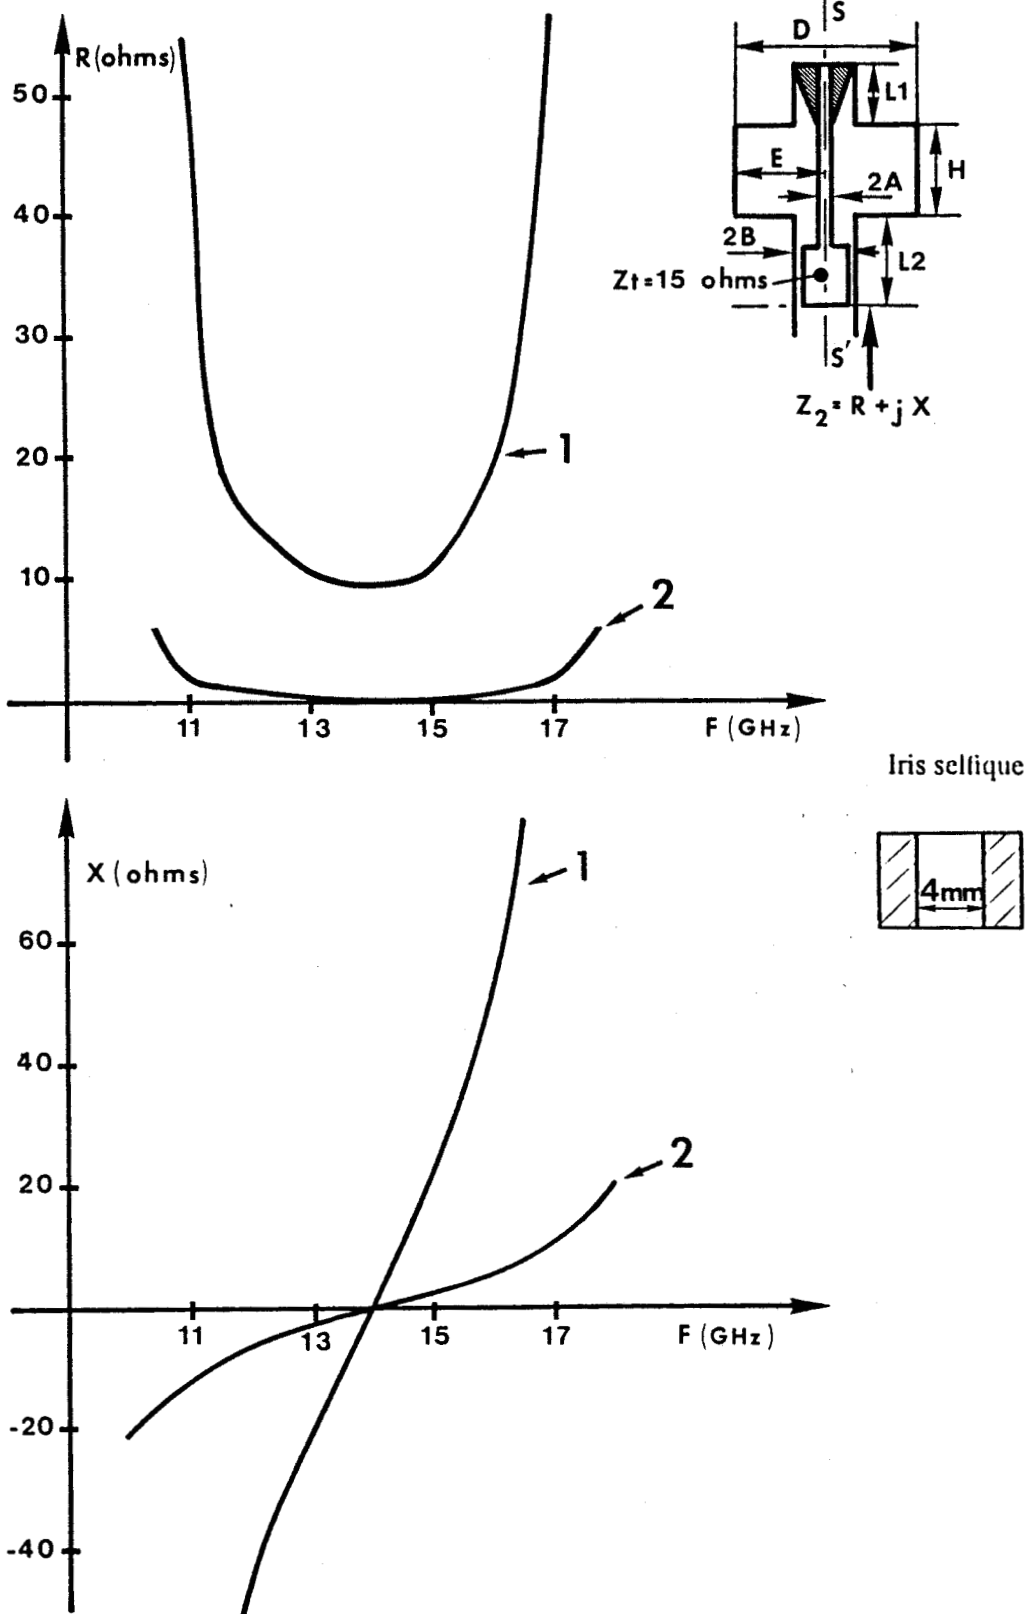 R(ohms)
50
40
30
20
10
1
2
11 13 15 17 F (GHz)
S
D
L1
E
H
2A
2B
L2
Zt=15 ohms
S'
Z2 = R + j X
Iris selfique
4mm
X (ohms)
60
40
20
-20
-40
1
2
11 13 15 17 F (GHz)